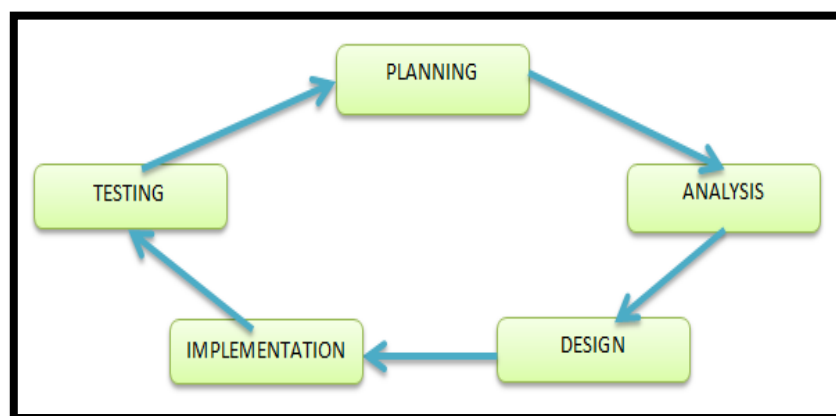 PLANNING
ANALYSIS
DESIGN
IMPLEMENTATION
TESTING